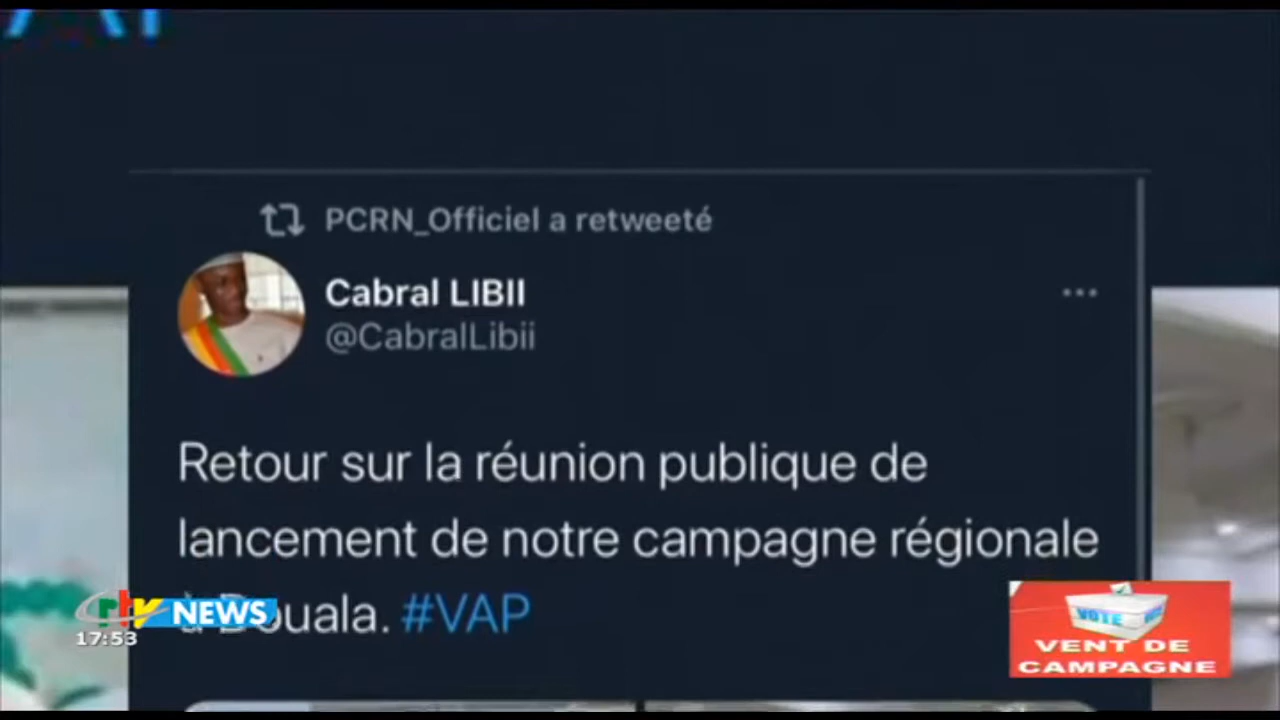 PCRN_Officiel a retweeté
Cabral LIBII
@CabralLibii
Retour sur la réunion publique de
lancement de notre campagne régionale
à Douala. #VAP
crtv NEWS
17:53
VOTE
VENT DE
CAMPAGNE